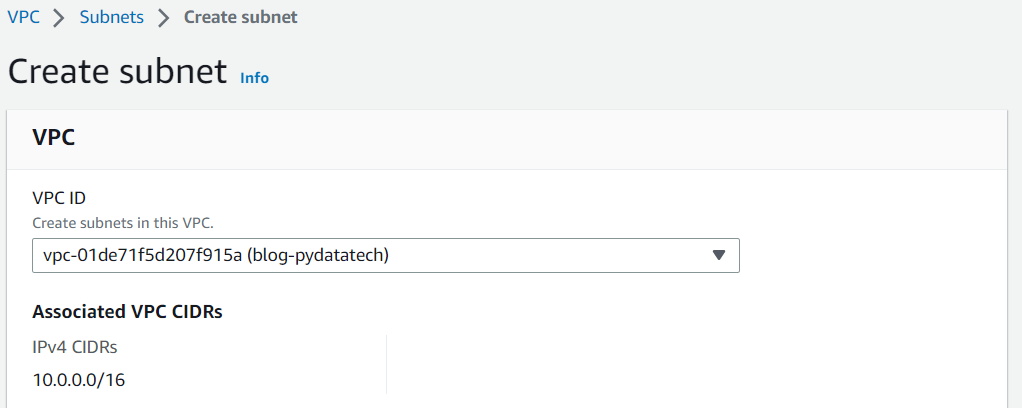 VPC > Subnets > Create subnet
Create subnet Info
VPC
VPC ID
Create subnets in this VPC.
vpc-01de71f5d207f915a (blog-pydatatech)
Associated VPC CIDRs
IPv4 CIDRs
10.0.0.0/16